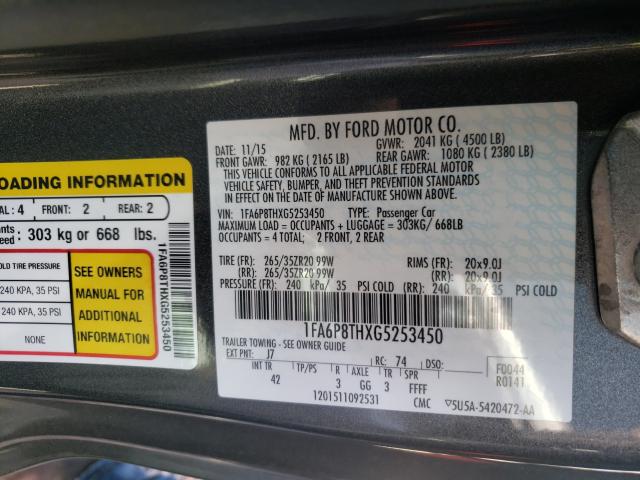 OADING INFORMATION
AL: 4 FRONT: 2 REAR: 2
303 kg or 668 lbs.
LD TIRE PRESSURE
240 KPA, 35 PSI
240 KPA, 35 PSI
SEE OWNERS
MANUAL FOR
ADDITIONAL
INFORMATION
1FA6P8THXG5253450
MFD. BY FORD MOTOR CO.
DATE: 11/15 GVWR: 2041 KG ( 4500 LB)
FRONT GAWR: 982 KG ( 2165 LB) REAR GAWR: 1080 KG ( 2380 LB)
THIS VEHICLE CONFORMS TO ALL APPLICABLE FEDERAL MOTOR
VEHICLE SAFETY, BUMPER, AND THEFT PREVENTION STANDARDS
IN EFFECT ON THE DATE OF MANUFACTURE SHOWN ABOVE.
VIN: 1FA6P8THXG5253450 TYPE: Passenger Car
MAXIMUM LOAD = OCCUPANTS + LUGGAGE = 303KG/ 668LB
OCCUPANTS = 4 TOTAL; 2 FRONT, 2 REAR
TIRE (FR): 265/35ZR20 99W RIMS (FR): 20x9.0J
(RR): 265/35ZR20 99W (RR): 20x9.0J
PRESSURE (FR): 240 kPa/ 35 PSI COLD (RR): 240 kPa/ 35 PSI COLD
1FA6P8THXG5253450
TRAILER TOWING - SEE OWNER GUIDE
EXT PNT: J7 RC: 74 DSO: F0044
R0141
INT TR TP/PS R AXLE TR SPR
42 3 GG 3 FFFF
1201511092531 CMC 5U5A-5420472-AA